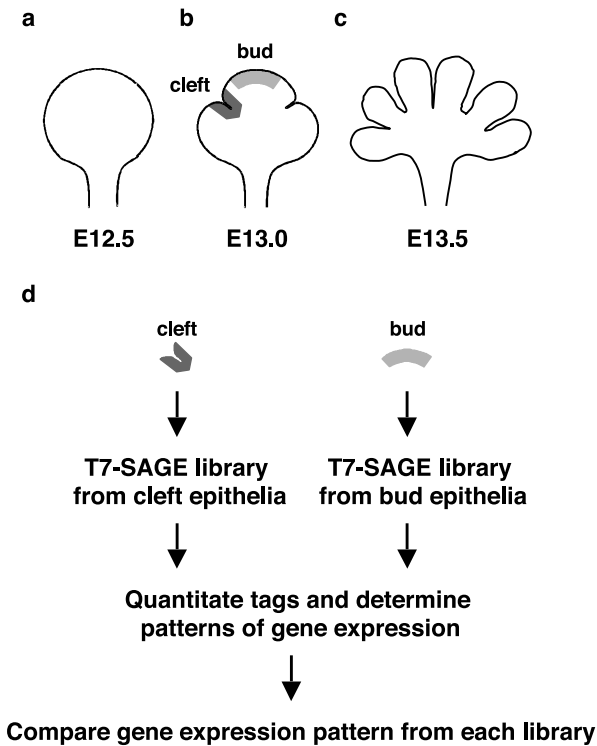 a
b
c
bud
cleft
E12.5
E13.0
E13.5
d
cleft
bud
T7-SAGE library
from cleft epithelia
T7-SAGE library
from bud epithelia
Quantitate tags and determine
patterns of gene expression
Compare gene expression pattern from each library